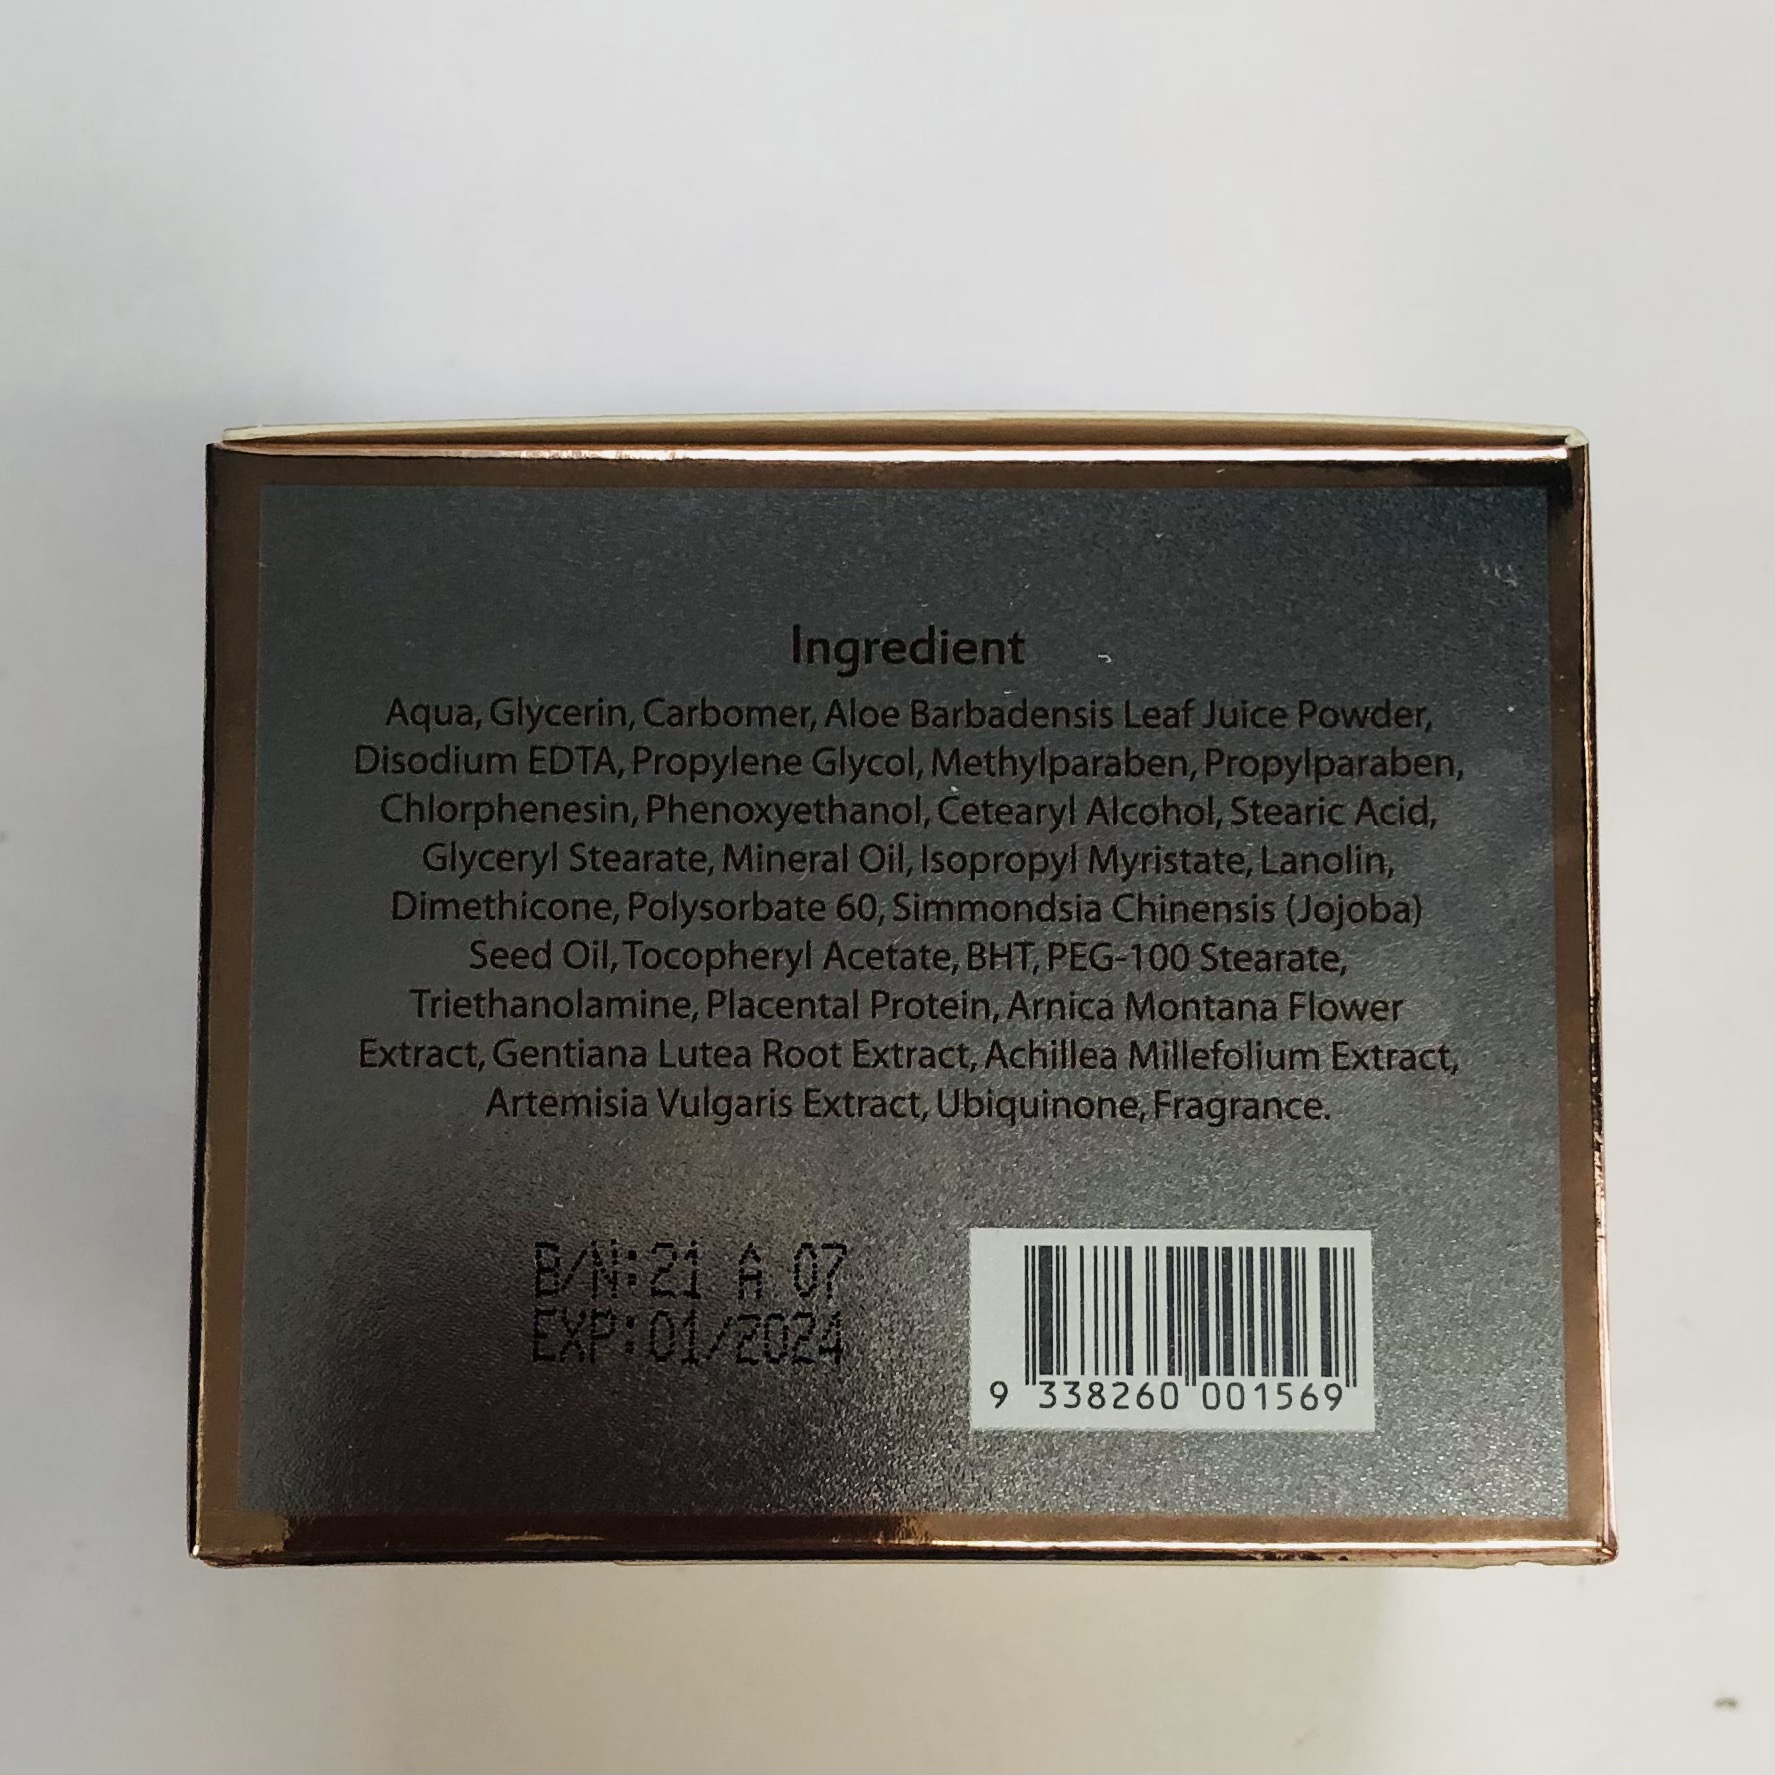 Ingredient
Aqua, Glycerin, Carbomer, Aloe Barbadensis Leaf Juice Powder,
Disodium EDTA, Propylene Glycol, Methylparaben, Propylparaben,
Chlorphenesin, Phenoxyethanol, Cetearyl Alcohol, Stearic Acid,
Glyceryl Stearate, Mineral Oil, Isopropyl Myristate, Lanolin,
Dimethicone, Polysorbate 60, Simmondsia Chinensis (Jojoba)
Seed Oil, Tocopheryl Acetate, BHT, PEG-100 Stearate,
Triethanolamine, Placental Protein, Arnica Montana Flower
Extract, Gentiana Lutea Root Extract, Achillea Millefolium Extract,
Artemisia Vulgaris Extract, Ubiquinone, Fragrance.
B/N:21 A 07
EXP:01/2024
9 338260 001569